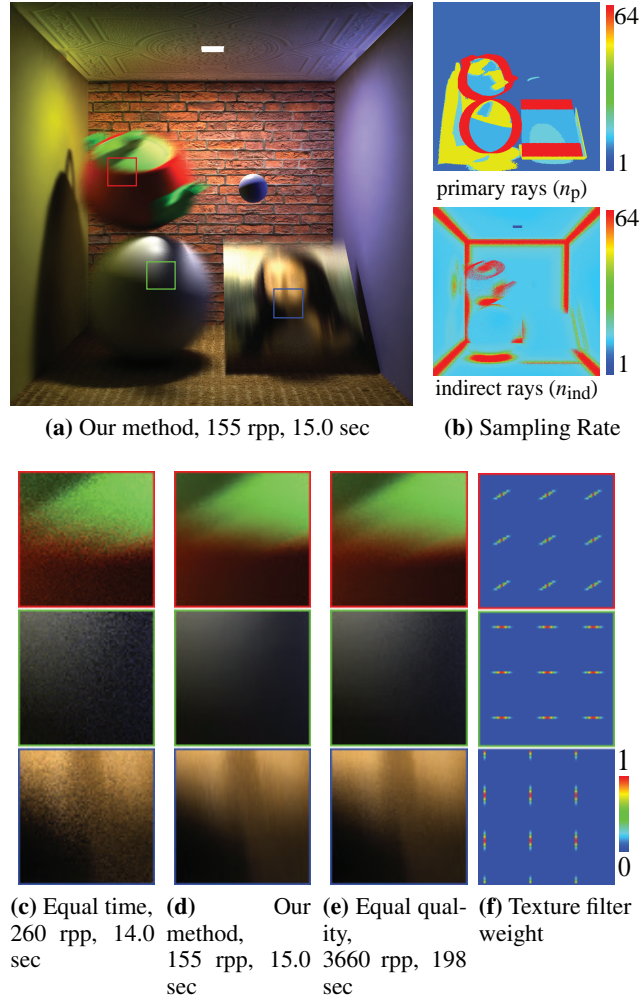 64
1
primary rays (np)
64
1
indirect rays (nind)
(a) Our method, 155 rpp, 15.0 sec
(b) Sampling Rate
1
0
(c) Equal time,
260 rpp, 14.0
sec
(d) Our
method,
155 rpp, 15.0
sec
(e) Equal qual-
ity,
3660 rpp, 198
sec
(f) Texture filter
weight